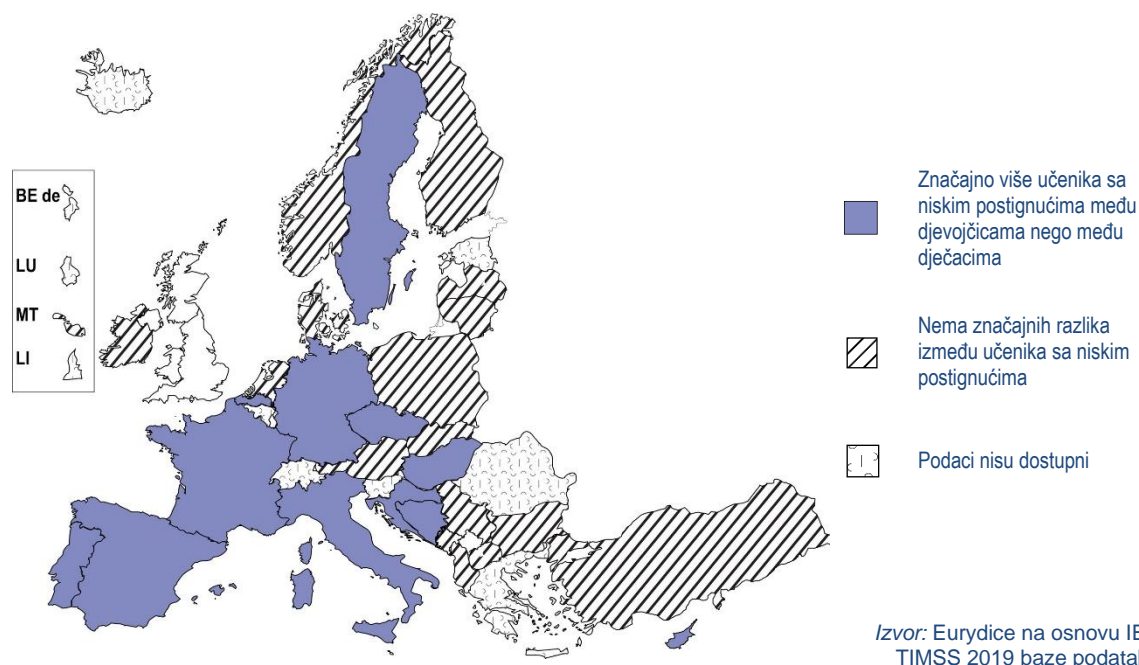 BE de
LU
MT
LI
Značajno više učenika sa
niskim postignućima među
djevojčicama nego među
dječacima
Nema značajnih razlika
između učenika sa niskim
postignućima
Podaci nisu dostupni
Izvor: Eurydice na osnovu IE
TIMSS 2019 baze